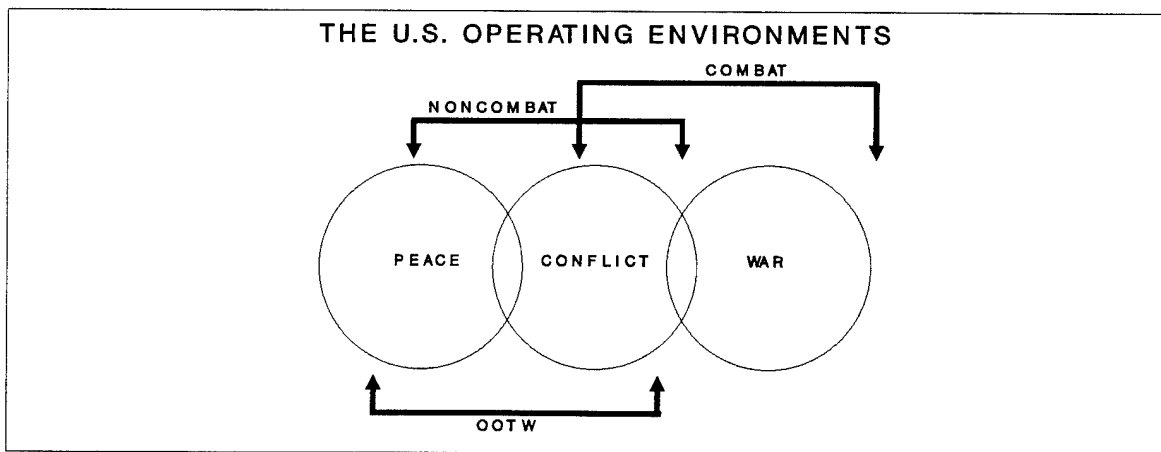 THE U.S. OPERATING ENVIRONMENTS
COMBAT
NONCOMBAT
PEACE
CONFLICT
WAR
OOTW